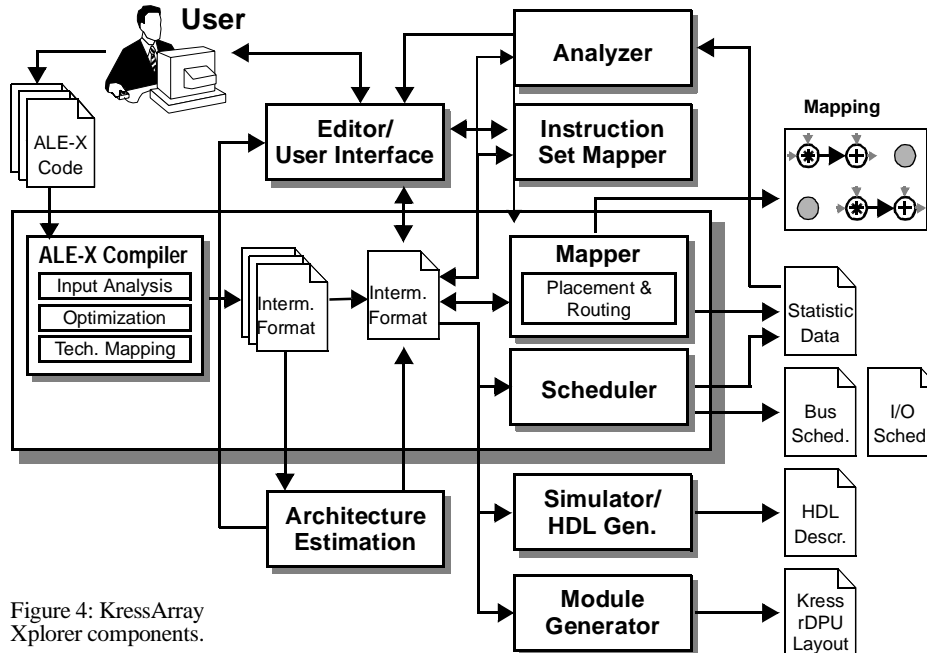 User
Analyzer
Mapping
ALE-X
Code
Editor/
User Interface
Instruction
Set Mapper
ALE-X Compiler
Input Analysis
Optimization
Tech. Mapping
Interm.
Format
Interm.
Format
Mapper
Placement &
Routing
Statistic
Data
Scheduler
Bus
Sched.
I/O
Sched
Architecture
Estimation
Simulator/
HDL Gen.
HDL
Descr.
Module
Generator
Kress
rDPU
Layout
Figure 4: KressArray
Xplorer components.